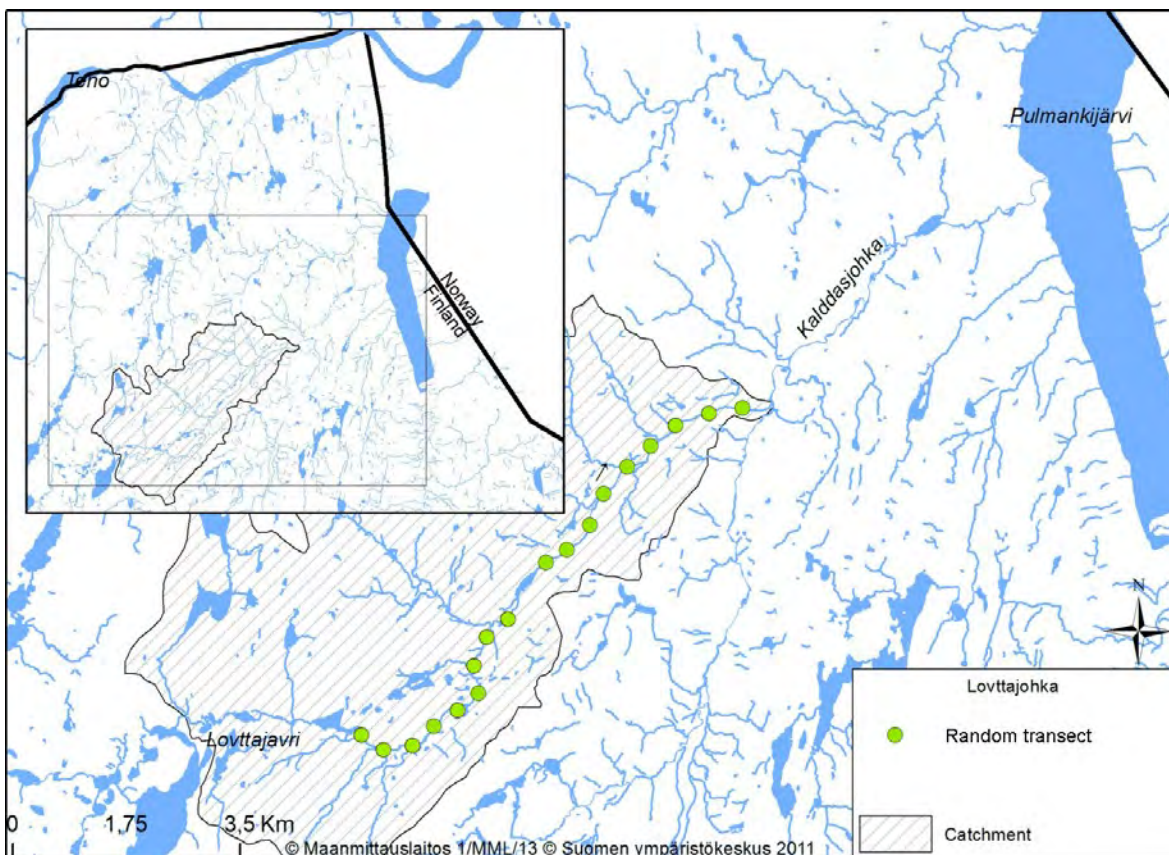 Teno
Pulmankijärvi
Norway
Finland
Kalddasjohka
N
Lovttajohka
Random transect
Lovttajavri
0 1,75 3,5 Km
Catchment
© Maanmittauslaitos 1/MML/13 © Suomen ympäristökeskus 2011